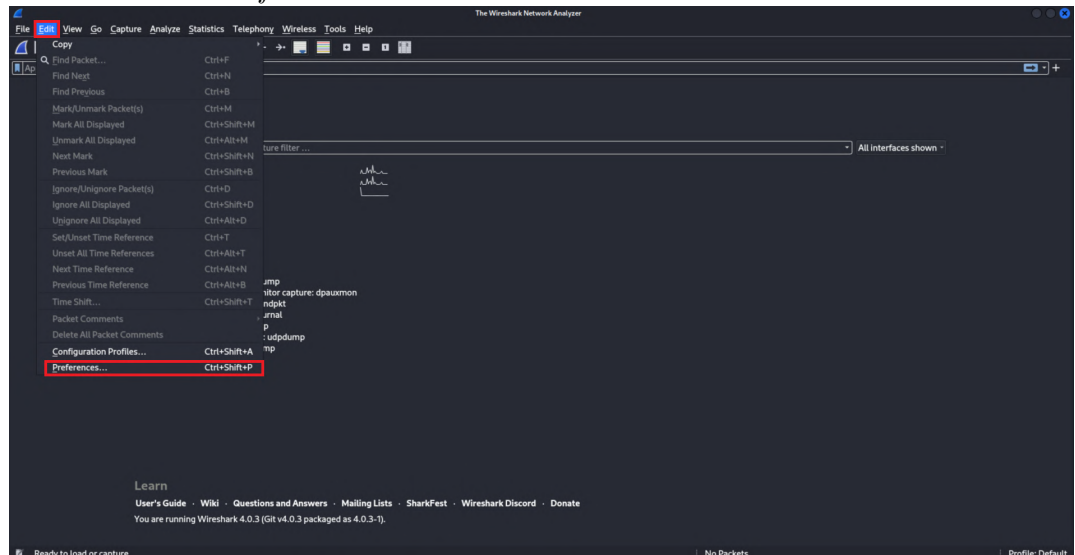 The Wireshark Network Analyzer
File Edit View Go Capture Analyze Statistics Telephony Wireless Tools Help
Copy
Ap
Find Packet... Ctrl+F
Find Next Ctrl+N
Find Previous Ctrl+B
Mark/Unmark Packet(s) Ctrl+M
Mark All Displayed Ctrl+Shift+M
Unmark All Displayed Ctrl+Alt+M
ture filter ... All interfaces shown
Next Mark Ctrl+Shift+N
Previous Mark Ctrl+Shift+B
Ignore/Unignore Packet(s) Ctrl+D
Ignore All Displayed Ctrl+Shift+D
Unignore All Displayed Ctrl+Alt+D
Set/Unset Time Reference Ctrl+T
Unset All Time References Ctrl+Alt+T
Next Time Reference Ctrl+Alt+N
Previous Time Reference Ctrl+Alt+B
ump
nitor capture: dpauxmon
Time Shift... Ctrl+Shift+T
ndpkt
urnal
Packet Comments
p
Delete All Packet Comments
: udpdump
mp
Configuration Profiles... Ctrl+Shift+A
Preferences... Ctrl+Shift+P
Learn
User's Guide · Wiki · Questions and Answers · Mailing Lists · SharkFest · Wireshark Discord · Donate
You are running Wireshark 4.0.3 (Git v4.0.3 packaged as 4.0.3-1).
Ready to load or capture No Packets Profile: Default